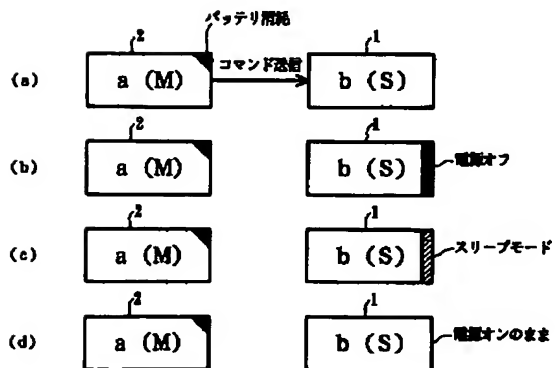 バッテリ消耗
2 1
(a) a (M) コマンド送信 b (S)
2 1
(b) a (M) b (S) 電源オフ
2 1
(c) a (M) b (S) スリープモード
2 1
(d) a (M) b (S) 電源オンのまま